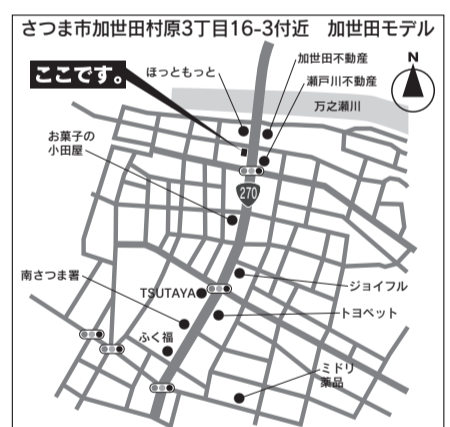 さつま市加世田村原3丁目16-3付近 加世田モデル
ここです。
ほっともっと
加世田不動産
瀬戸川不動産
N
万之瀬川
お菓子の
小田屋
270
南さつま署
TSUTAYA
ジョイフル
トヨペット
ふく福
ミドリ
薬品